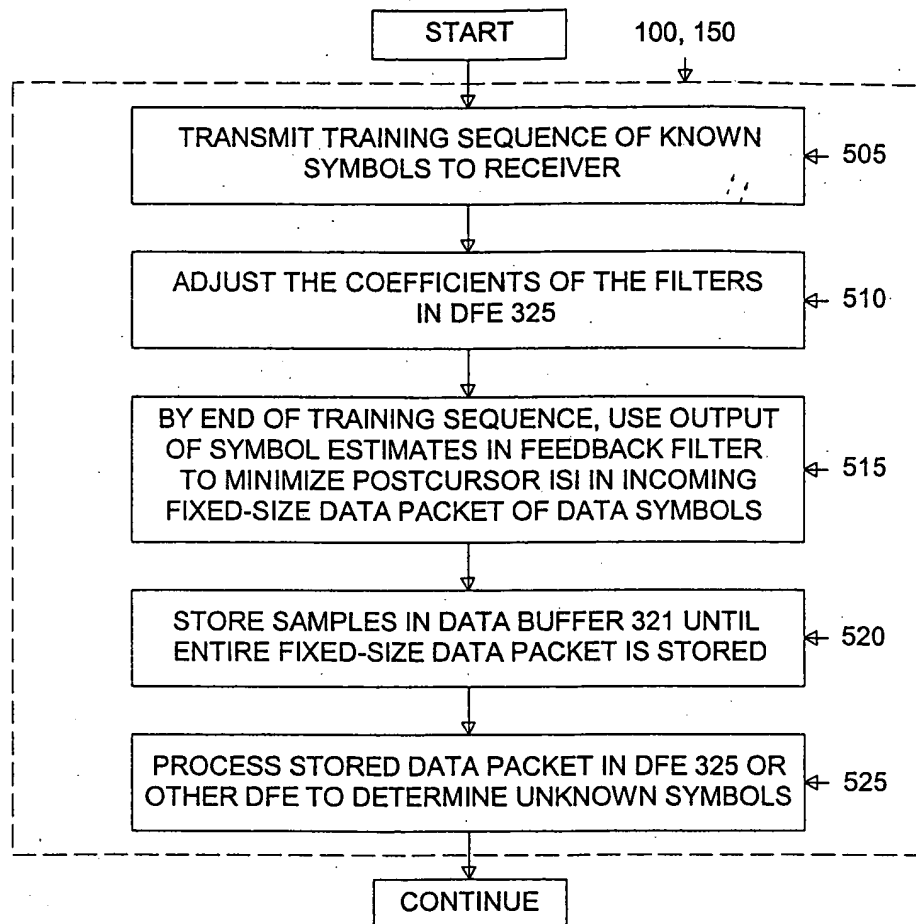 START
100, 150
TRANSMIT TRAINING SEQUENCE OF KNOWN
SYMBOLS TO RECEIVER
505
ADJUST THE COEFFICIENTS OF THE FILTERS
IN DFE 325
510
BY END OF TRAINING SEQUENCE, USE OUTPUT
OF SYMBOL ESTIMATES IN FEEDBACK FILTER
TO MINIMIZE POSTCURSOR ISI IN INCOMING
FIXED-SIZE DATA PACKET OF DATA SYMBOLS
515
STORE SAMPLES IN DATA BUFFER 321 UNTIL
ENTIRE FIXED-SIZE DATA PACKET IS STORED
520
PROCESS STORED DATA PACKET IN DFE 325 OR
OTHER DFE TO DETERMINE UNKNOWN SYMBOLS
525
CONTINUE